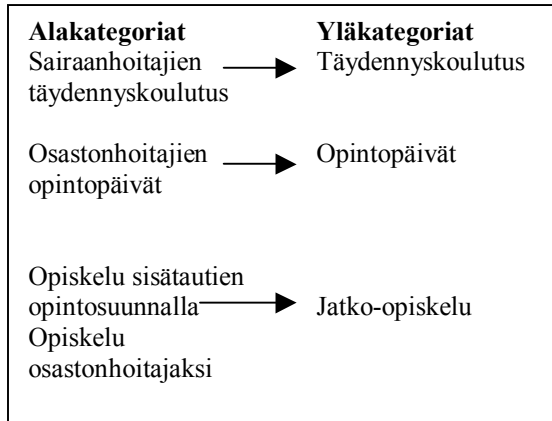 Alakategoriat Yläkategoriat
Sairaanhoitajien Täydennyskoulutus
täydennyskoulutus
Osastonhoitajien Opintopäivät
opintopäivät
Opiskelu sisätautien
opintosuunnalla Jatko-opiskelu
Opiskelu
osastonhoitajaksi